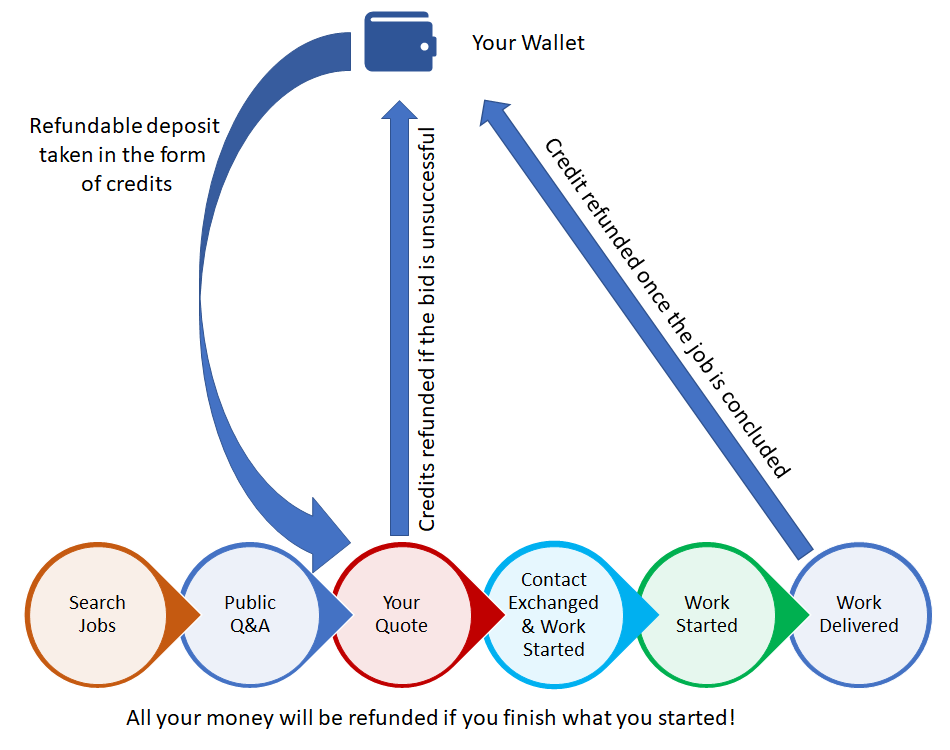 Your Wallet
Refundable deposit
taken in the form
of credits
Credits refunded if the bid is unsuccessful
Credit refunded once the job is concluded
Search
Jobs
Public
Q&A
Your
Quote
Contact
Exchanged
& Work
Started
Work
Started
Work
Delivered
All your money will be refunded if you finish what you started!